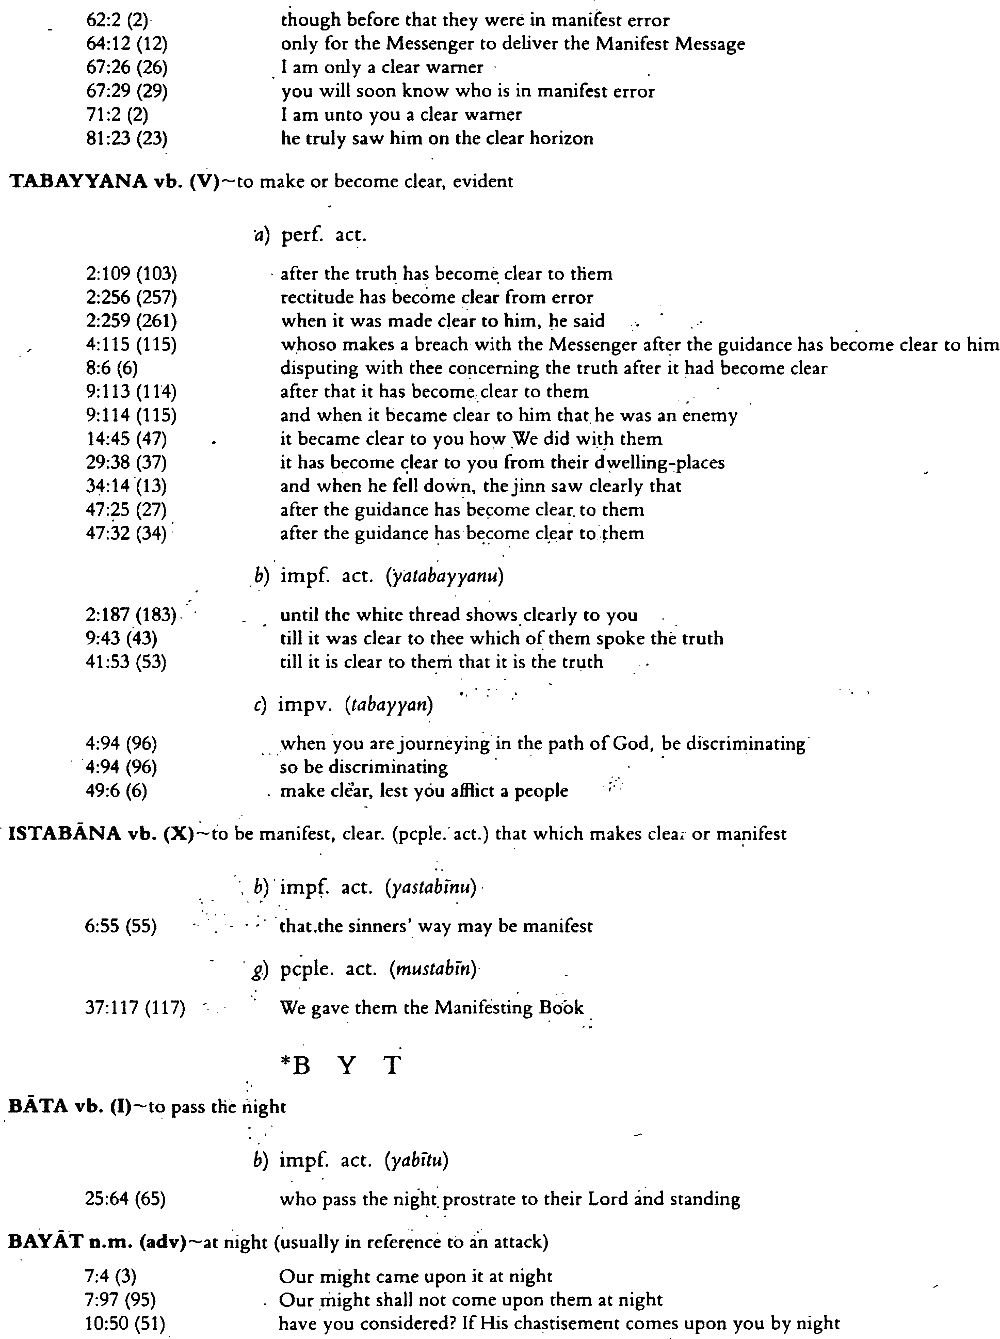 62:2 (2) though before that they were in manifest error
64:12 (12) only for the Messenger to deliver the Manifest Message
67:26 (26) I am only a clear warner
67:29 (29) you will soon know who is in manifest error
71:2 (2) I am unto you a clear warner
81:23 (23) he truly saw him on the clear horizon
TABAYYANA vb. (V)~to make or become clear, evident
a) perf. act.
2:109 (103) after the truth has become clear to them
2:256 (257) rectitude has become clear from error
2:259 (261) when it was made clear to him, he said
4:115 (115) whoso makes a breach with the Messenger after the guidance has become clear to him
8:6 (6) disputing with thee concerning the truth after it had become clear
9:113 (114) after that it has become clear to them
9:114 (115) and when it became clear to him that he was an enemy
14:45 (47) it became clear to you how We did with them
29:38 (37) it has become clear to you from their dwelling-places
34:14 (13) and when he fell down, the jinn saw clearly that
47:25 (27) after the guidance has become clear to them
47:32 (34) after the guidance has become clear to them
b) impf. act. (yatabayyanu)
2:187 (183) until the white thread shows clearly to you
9:43 (43) till it was clear to thee which of them spoke the truth
41:53 (53) till it is clear to them that it is the truth
c) impv. (tabayyan)
4:94 (96) when you are journeying in the path of God, be discriminating
4:94 (96) so be discriminating
49:6 (6) make clear, lest you afflict a people
ISTABĀNA vb. (X)~to be manifest, clear. (pcple. act.) that which makes clear or manifest
b) impf. act. (yastabīnu)
6:55 (55) that the sinners' way may be manifest
g) pcple. act. (mustabīn)
37:117 (117) We gave them the Manifesting Book
*B Y T
BĀTA vb. (I)~to pass the night
b) impf. act. (yabītu)
25:64 (65) who pass the night prostrate to their Lord and standing
BAYĀT n.m. (adv)~at night (usually in reference to an attack)
7:4 (3) Our might came upon it at night
7:97 (95) Our might shall not come upon them at night
10:50 (51) have you considered? If His chastisement comes upon you by night